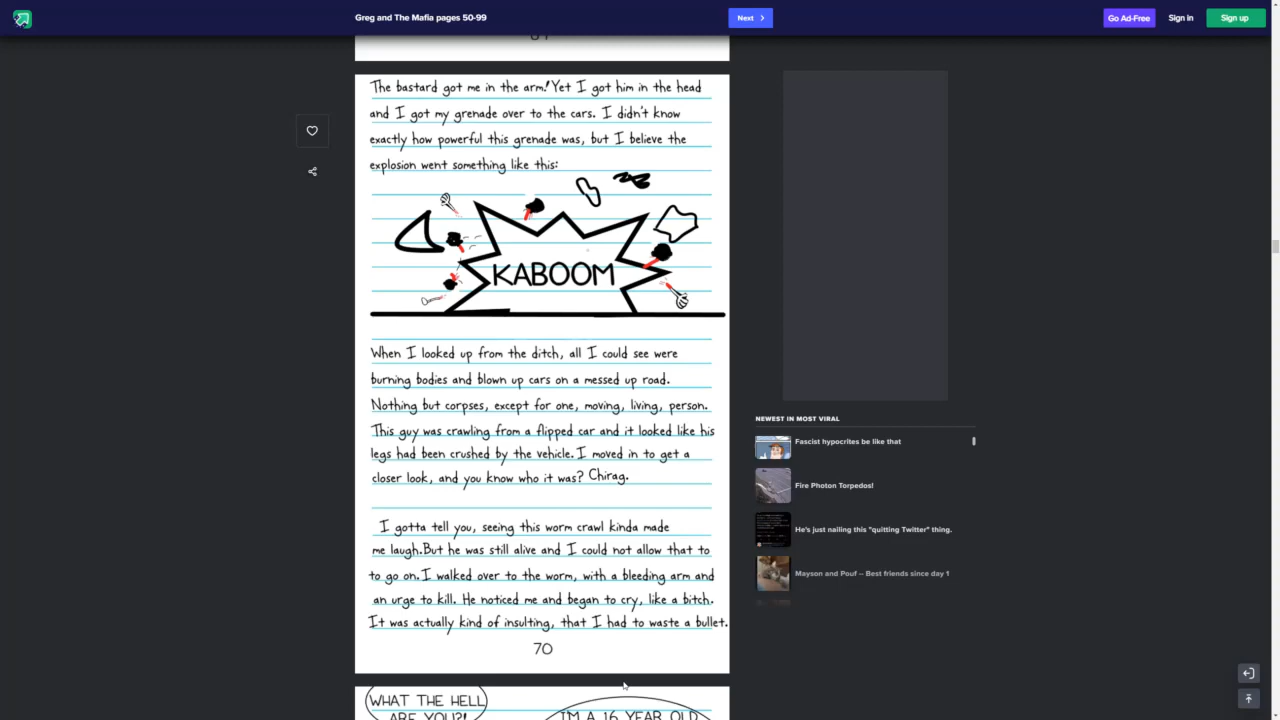 Greg and The Mafia pages 50-99
Next
Go Ad-Free
Sign in
Sign up
The bastard got me in the arm! Yet I got him in the head
and I got my grenade over to the cars. I didn't know
exactly how powerful this grenade was, but I believe the
explosion went something like this:
KABOOM
When I looked up from the ditch, all I could see were
burning bodies and blown up cars on a messed up road.
Nothing but corpses, except for one, moving, living, person.
This guy was crawling from a flipped car and it looked like his
legs had been crushed by the vehicle. I moved in to get a
closer look, and you know who it was? Chirag.
I gotta tell you, seeing this worm crawl kinda made
me laugh. But he was still alive and I could not allow that to
to go on. I walked over to the worm, with a bleeding arm and
an urge to kill. He noticed me and began to cry, like a bitch.
It was actually kind of insulting, that I had to waste a bullet.
70
WHAT THE HELL
ARE YOU?!
IM A 16 YEAR OLD
NEWEST IN MOST VIRAL
Fascist hypocrites be like that
Fire Photon Torpedos!
He's just nailing this "quitting Twitter" thing.
Mayson and Pouf -- Best friends since day 1